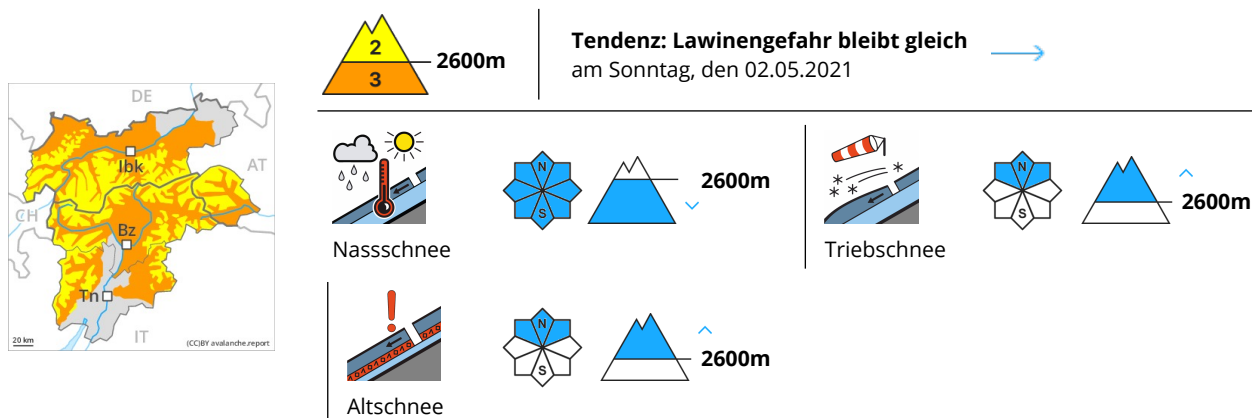 DE
Ibk
AT
CH
Bz
Tn
IT
20 km
(CC)BY avalanche.report
2
3
2600m
Tendenz: Lawinengefahr bleibt gleich
am Sonntag, den 02.05.2021
N
S
2600m
Nassschnee
N
S
2600m
Triebschnee
N
S
2600m
Altschnee